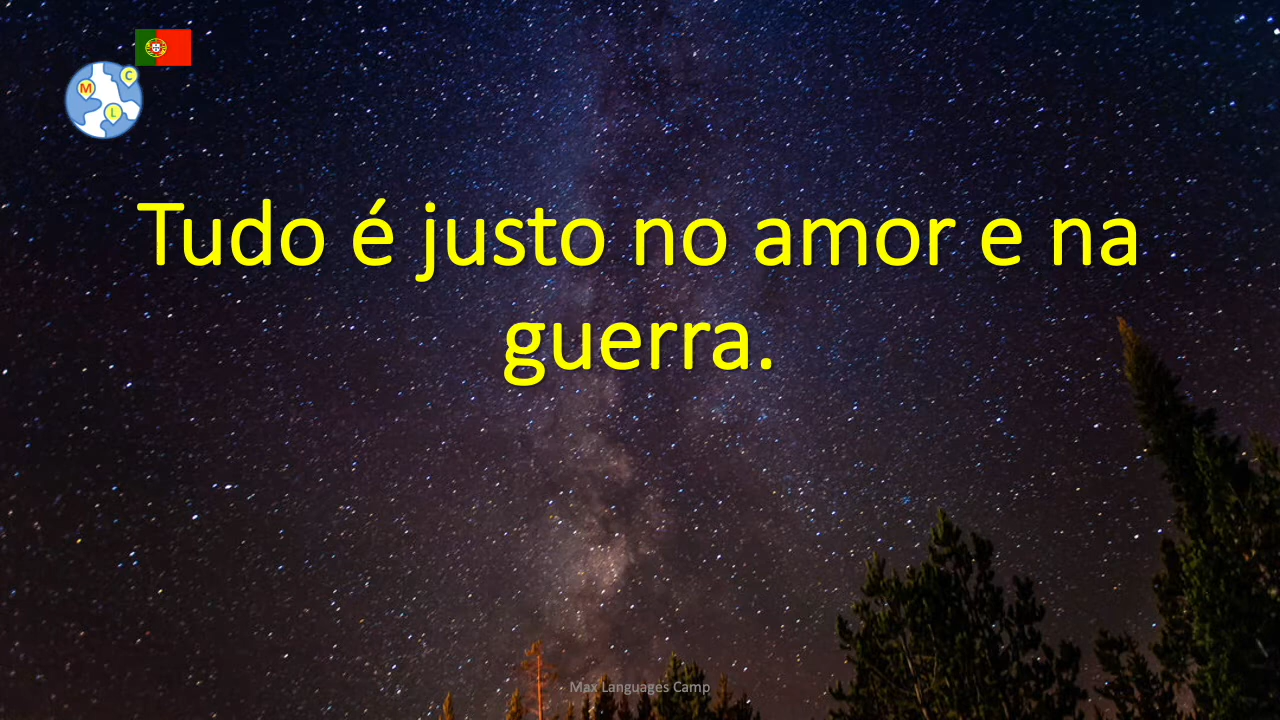 C
M
L
Tudo é justo no amor e na
guerra.
Max Languages Camp